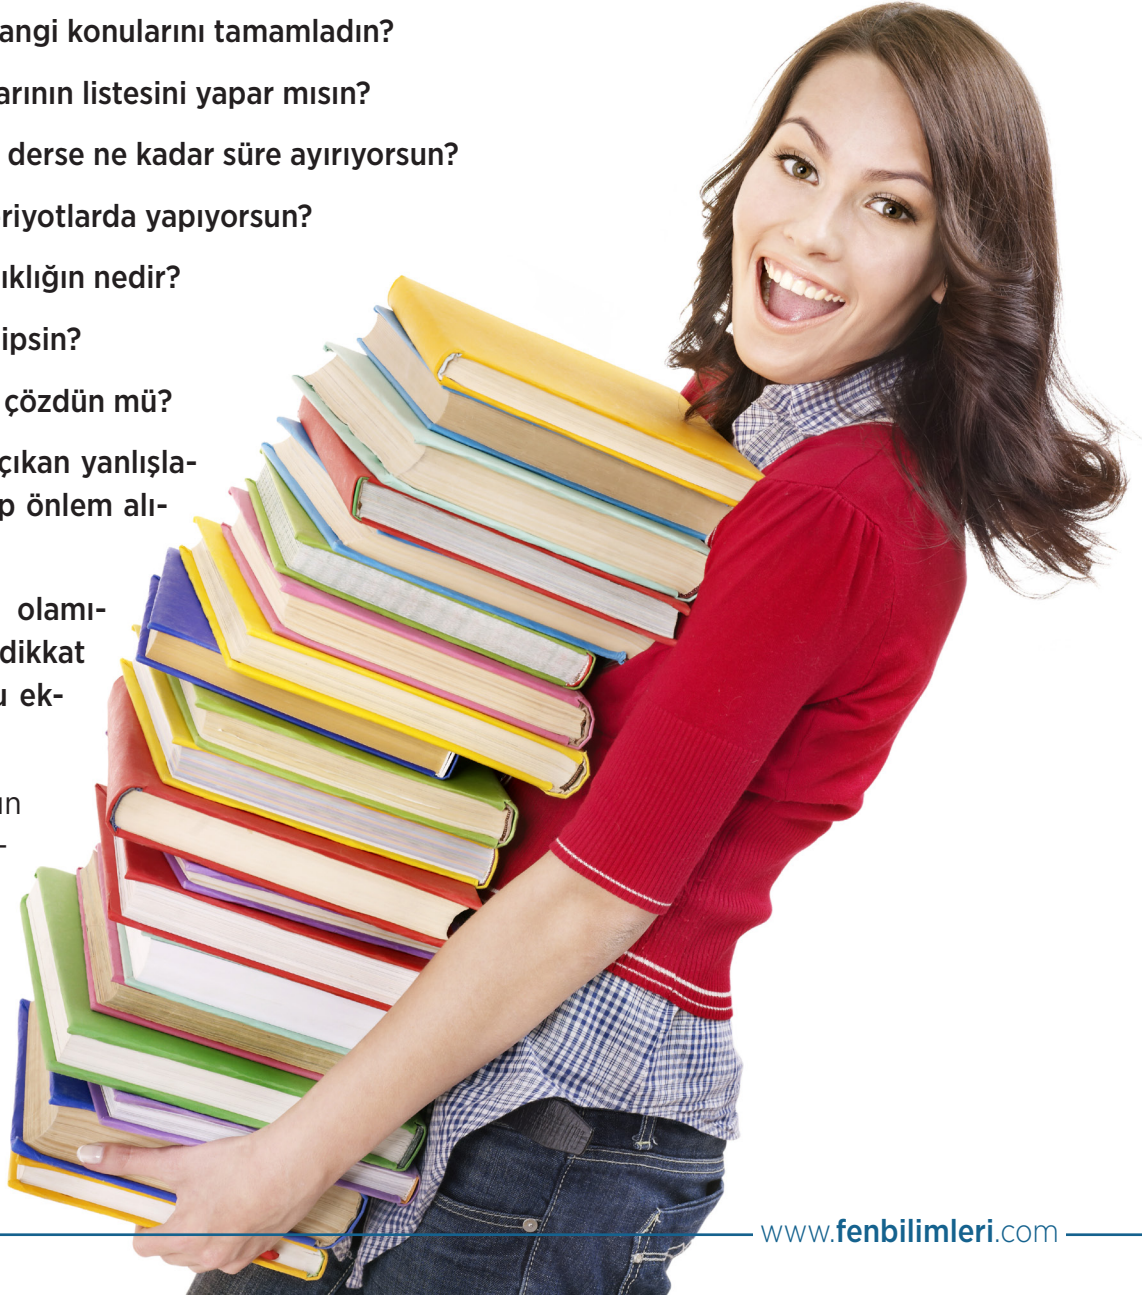 angi konularını tamamladın?
arının listesini yapar mısın?
derse ne kadar süre ayırıyorsun?
riyotlarda yapıyorsun?
ıklığın nedir?
ipsin?
çözdün mü?
çıkan yanlışla-
p önlem alı-
olamı-
dikkat
u ek-
ın
-
www.fenbilimleri.com